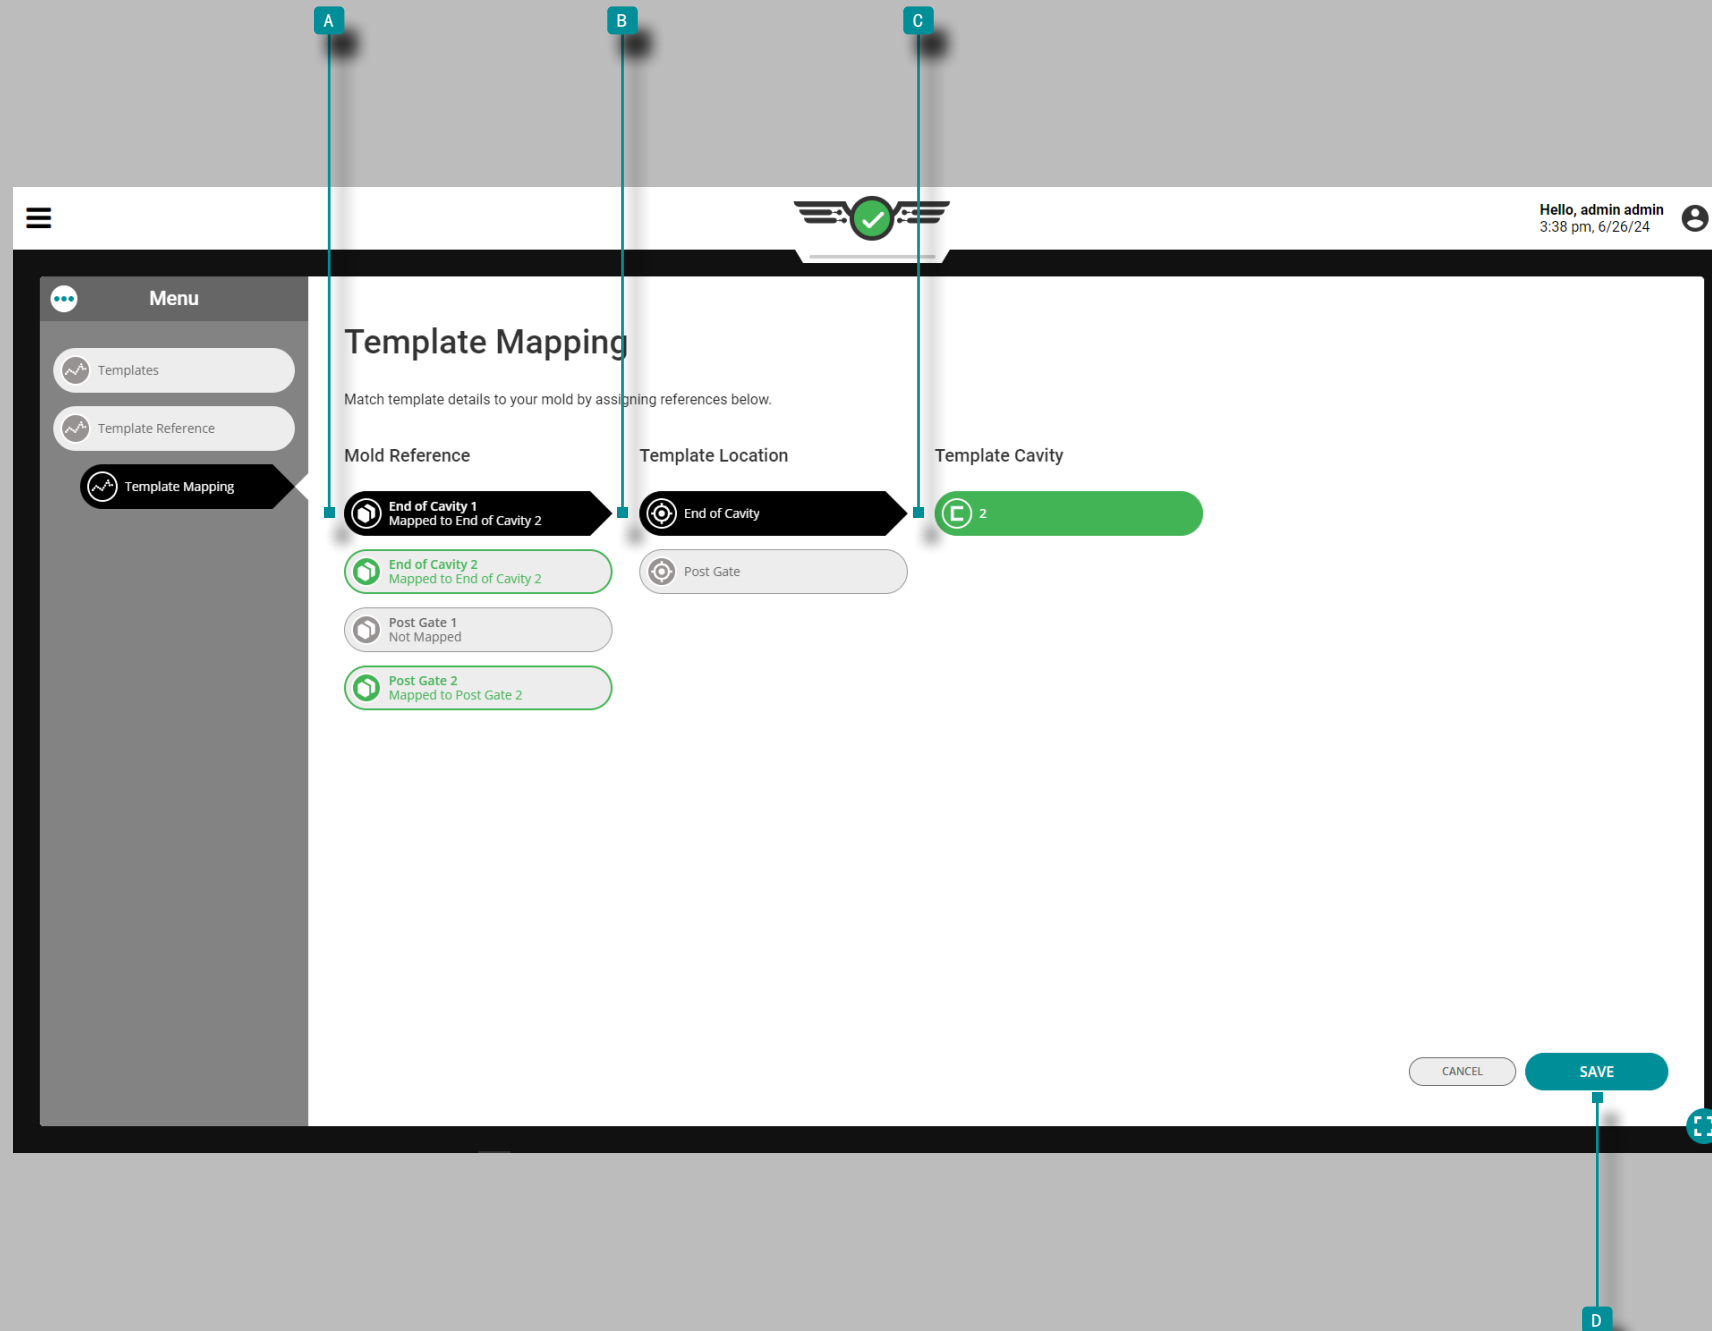 A
B
C
Hello, admin admin
3:38 pm, 6/26/24
Menu
Templates
Template Reference
Template Mapping
Template Mapping
Match template details to your mold by assigning references below.
Mold Reference
Template Location
Template Cavity
End of Cavity 1
Mapped to End of Cavity 2
End of Cavity
2
End of Cavity 2
Mapped to End of Cavity 2
Post Gate
Post Gate 1
Not Mapped
Post Gate 2
Mapped to Post Gate 2
CANCEL
SAVE
D